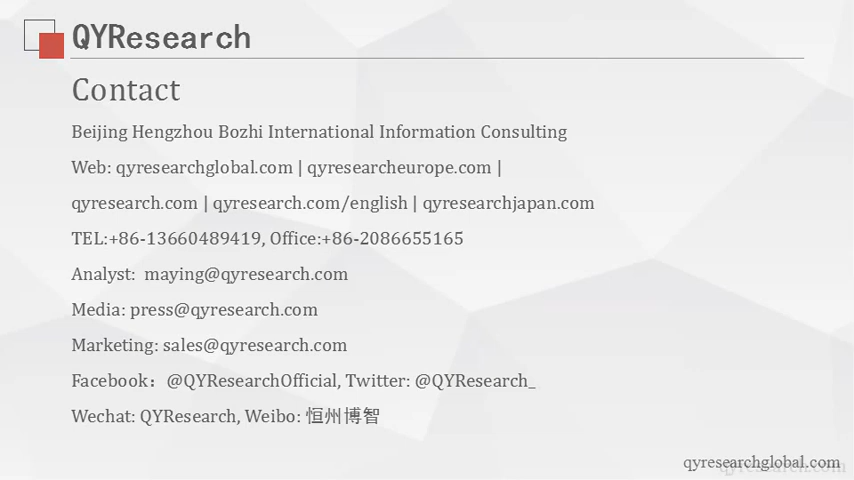 QYResearch
Contact
Beijing Hengzhou Bozhi International Information Consulting
Web: qyresearchglobal.com | qyresearcheurope.com |
qyresearch.com | qyresearch.com/english | qyresearchjapan.com
TEL:+86-13660489419, Office:+86-2086655165
Analyst:  maying@qyresearch.com
Media: press@qyresearch.com
Marketing: sales@qyresearch.com
Facebook：@QYResearchOfficial, Twitter: @QYResearch_
Wechat: QYResearch, Weibo: 恒州博智
qyresearchglobal.com